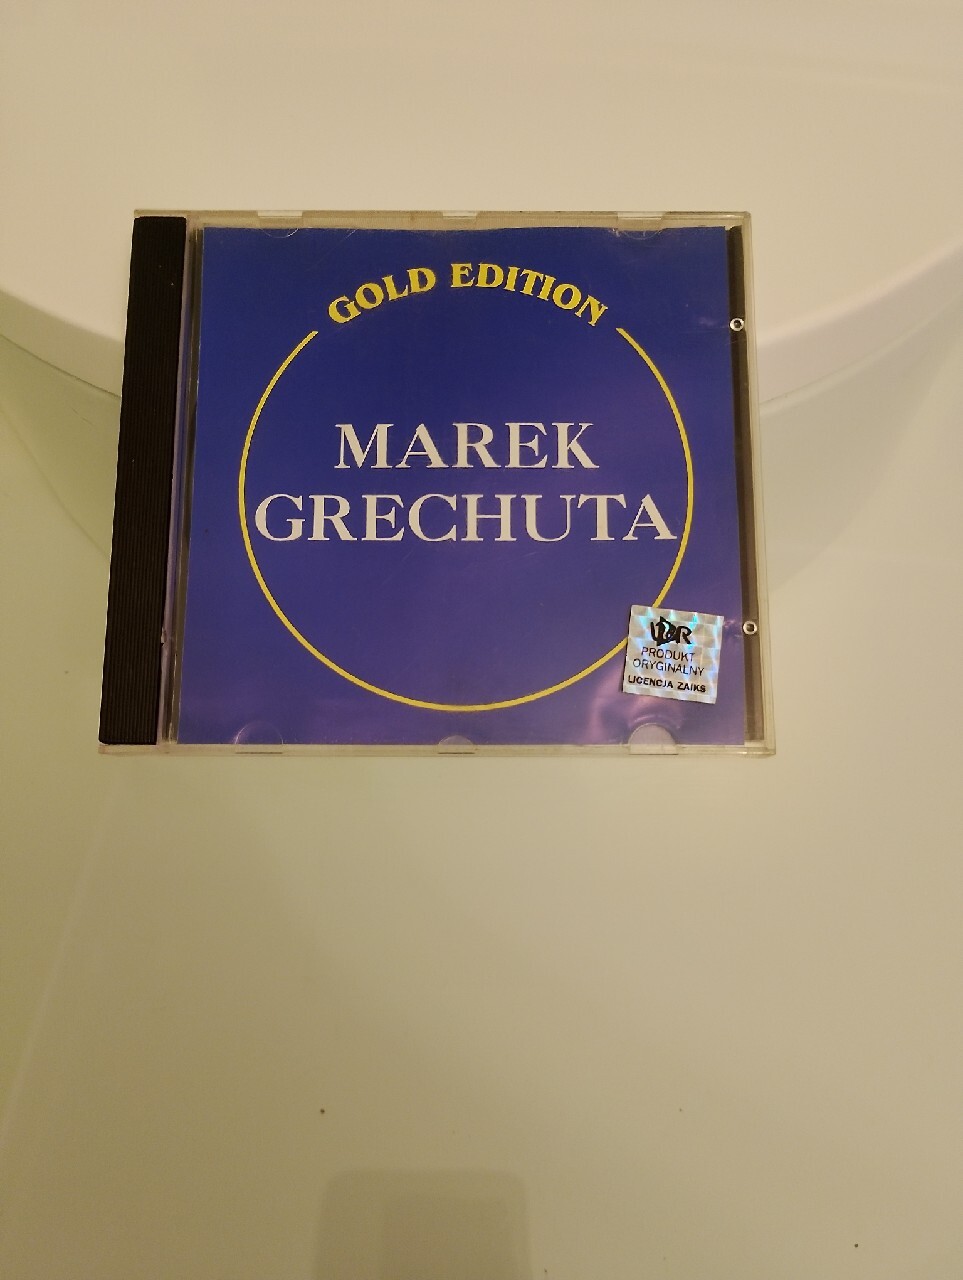 GOLD EDITION
MAREK
GRECHUTA
PRODUKT
ORYGINALNY
LICENCJA ZAIKS